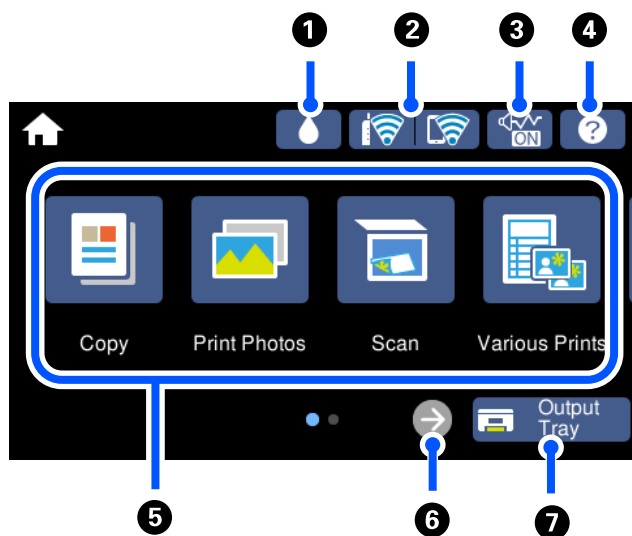 1 2 3 4
ON ?
Copy Print Photos Scan Various Prints
Output
Tray
5 6 7